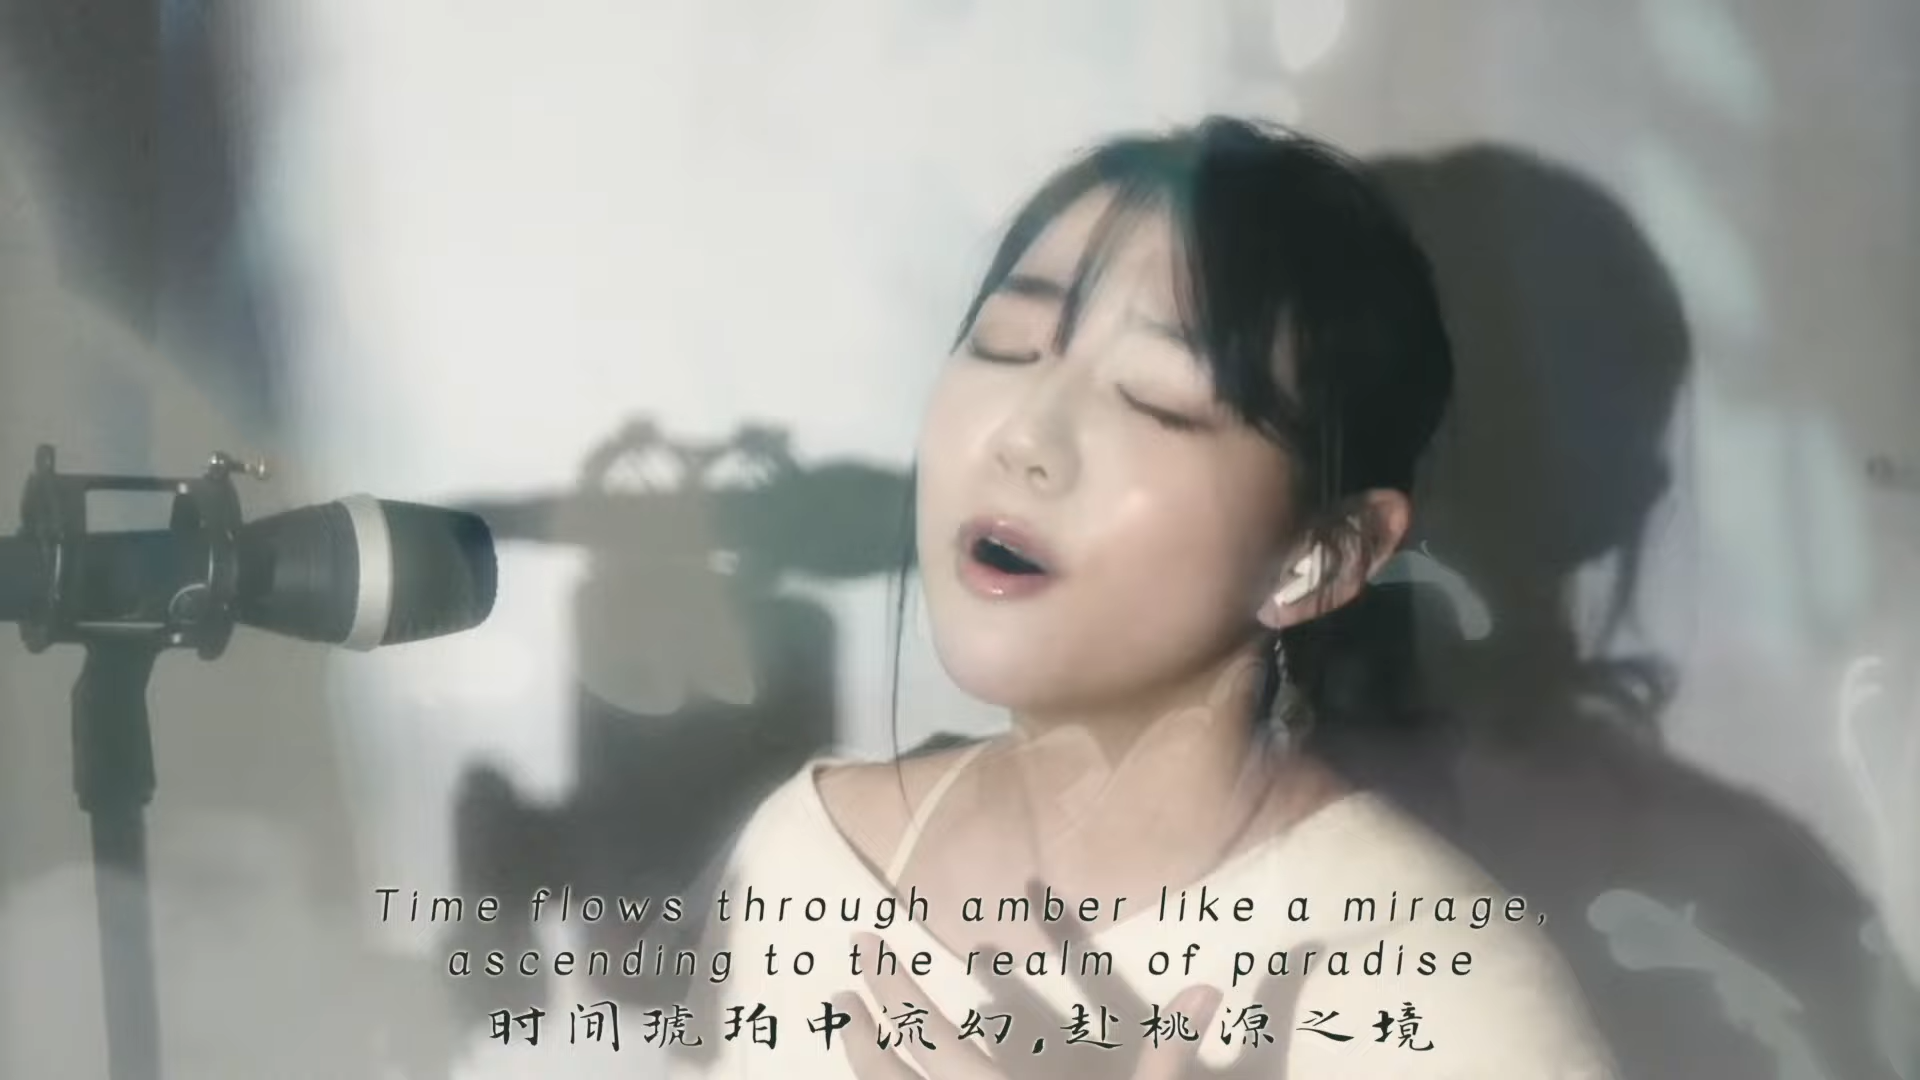 Time flows through amber like a mirage,
ascending to the realm of paradise
时间琥珀中流幻,赴桃源之境